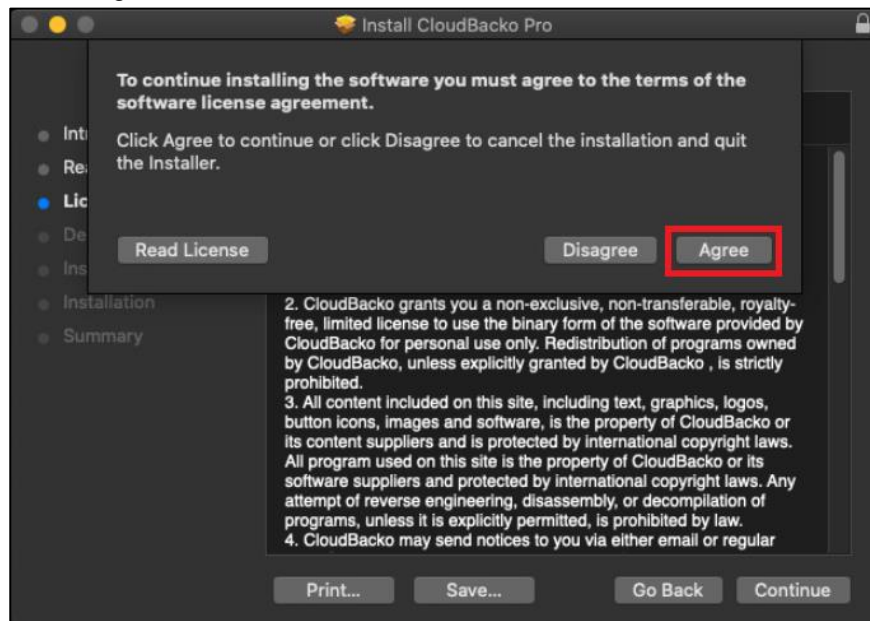 Install CloudBacko Pro
To continue installing the software you must agree to the terms of the
software license agreement.
Click Agree to continue or click Disagree to cancel the installation and quit
the Installer.
Read License
Disagree
Agree
Lic
De
Ins
Installation
Summary
2. CloudBacko grants you a non-exclusive, non-transferable, royalty-
free, limited license to use the binary form of the software provided by
CloudBacko for personal use only. Redistribution of programs owned
by CloudBacko, unless explicitly granted by CloudBacko , is strictly
prohibited.
3. All content included on this site, including text, graphics, logos,
button icons, images and software, is the property of CloudBacko or
its content suppliers and is protected by international copyright laws.
All program used on this site is the property of CloudBacko or its
software suppliers and protected by international copyright laws. Any
attempt of reverse engineering, disassembly, or decompilation of
programs, unless it is explicitly permitted, is prohibited by law.
4. CloudBacko may send notices to you via either email or regular
Print...
Save...
Go Back
Continue